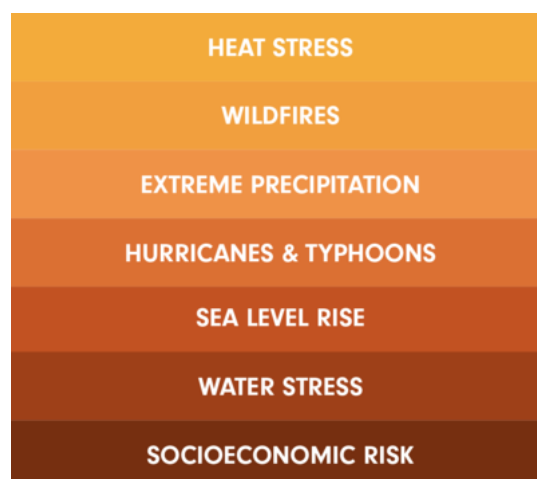 HEAT STRESS
WILDFIRES
EXTREME PRECIPITATION
HURRICANES & TYPHOONS
SEA LEVEL RISE
WATER STRESS
SOCIOECONOMIC RISK